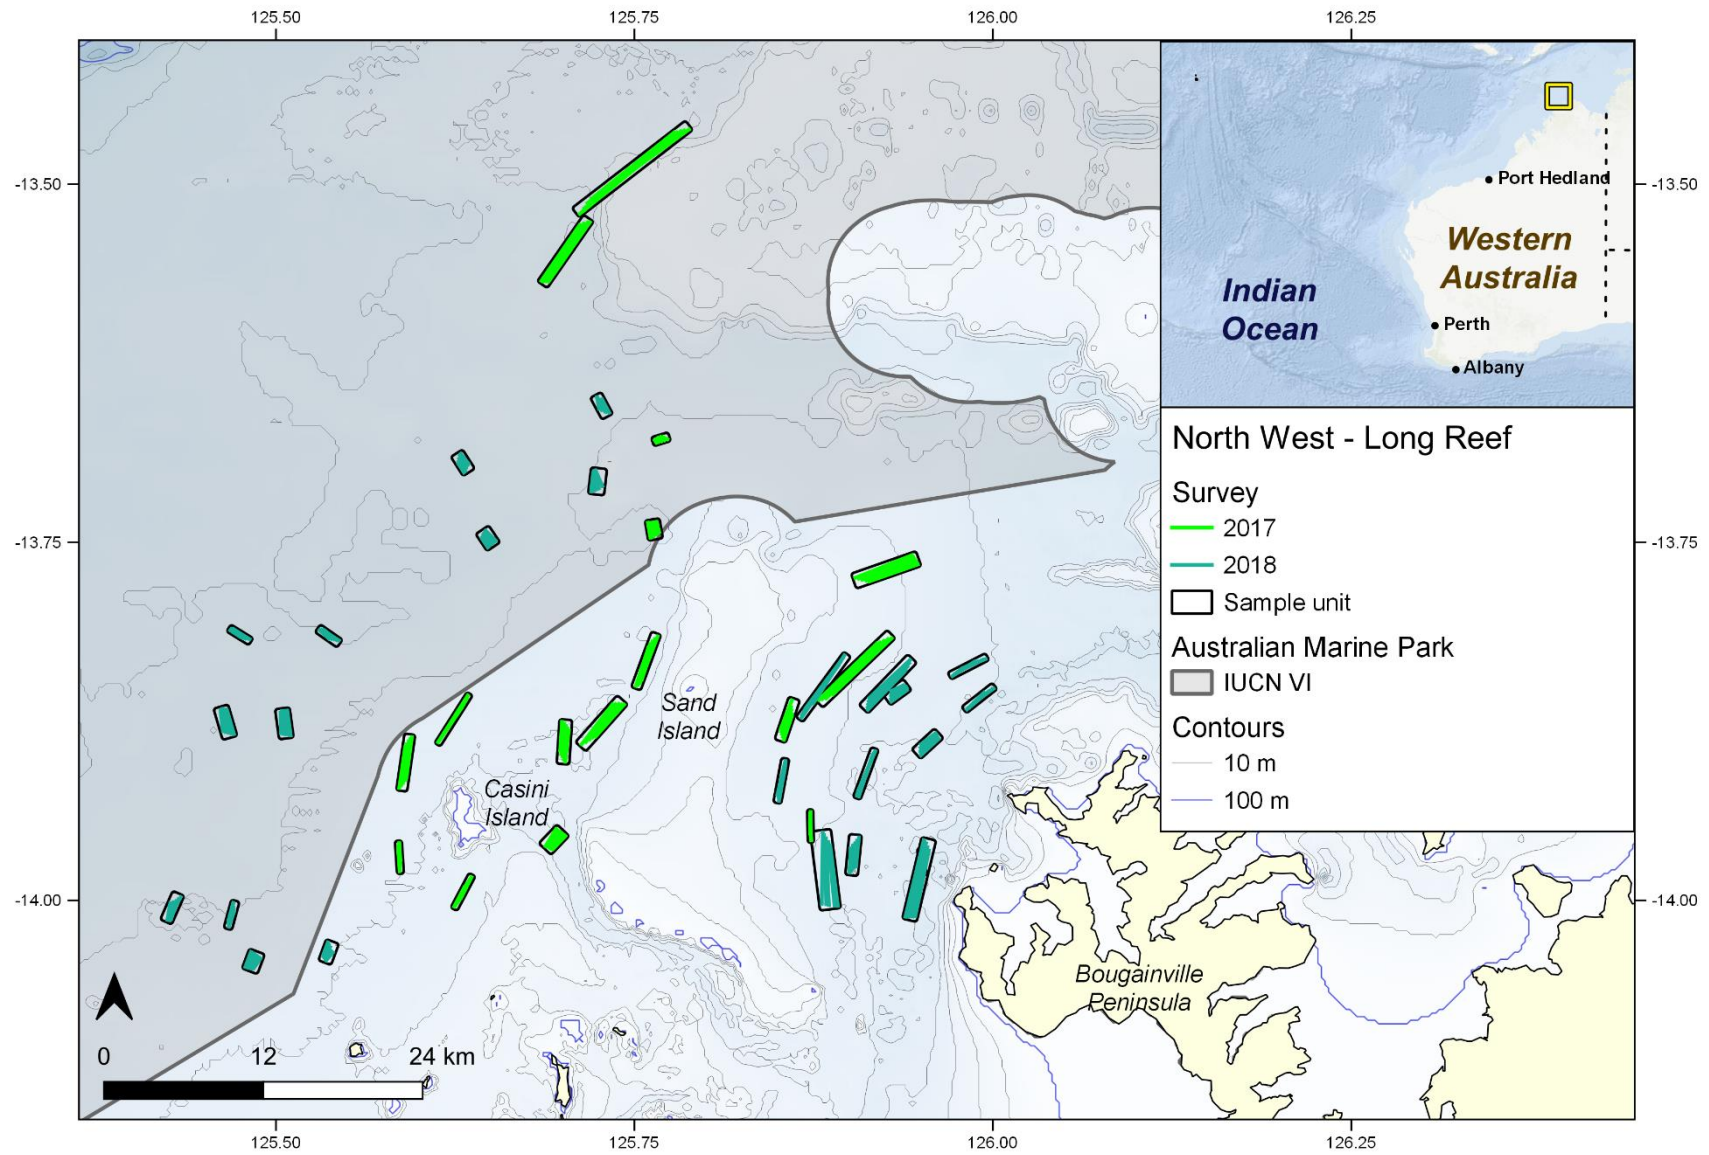 125.50
125.75
126.00
126.25
-13.50
-13.50
-13.75
-13.75
-14.00
-14.00
Port Hedland
Western
Australia
Indian
Ocean
Perth
Albany
North West - Long Reef
Survey
2017
2018
Sample unit
Australian Marine Park
IUCN VI
Contours
10 m
100 m
Sand
Island
Casini
Island
Bougainville
Peninsula
0 12 24 km
125.50
125.75
126.00
126.25